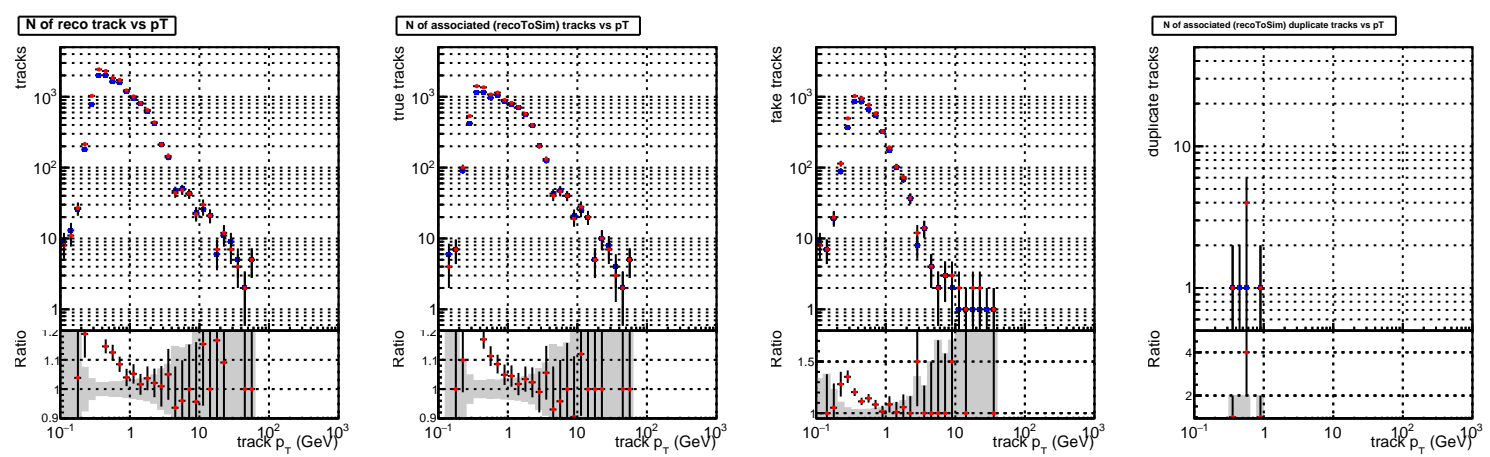 N of reco track vs pT
tracks
10³
10²
10
1
Ratio
1.2
1.1
1
0.9
10⁻¹ 1 10 10² 10³
track p_T (GeV)
N of associated (recoToSim) tracks vs pT
true tracks
10³
10²
10
1
Ratio
1.2
1.1
1
0.9
10⁻¹ 1 10 10² 10³
track p_T (GeV)
fake tracks
10³
10²
10
1
Ratio
1.5
1
10⁻¹ 1 10 10² 10³
track p_T (GeV)
N of associated (recoToSim) duplicate tracks vs pT
duplicate tracks
10
1
Ratio
4
2
10⁻¹ 1 10 10² 10³
track p_T (GeV)